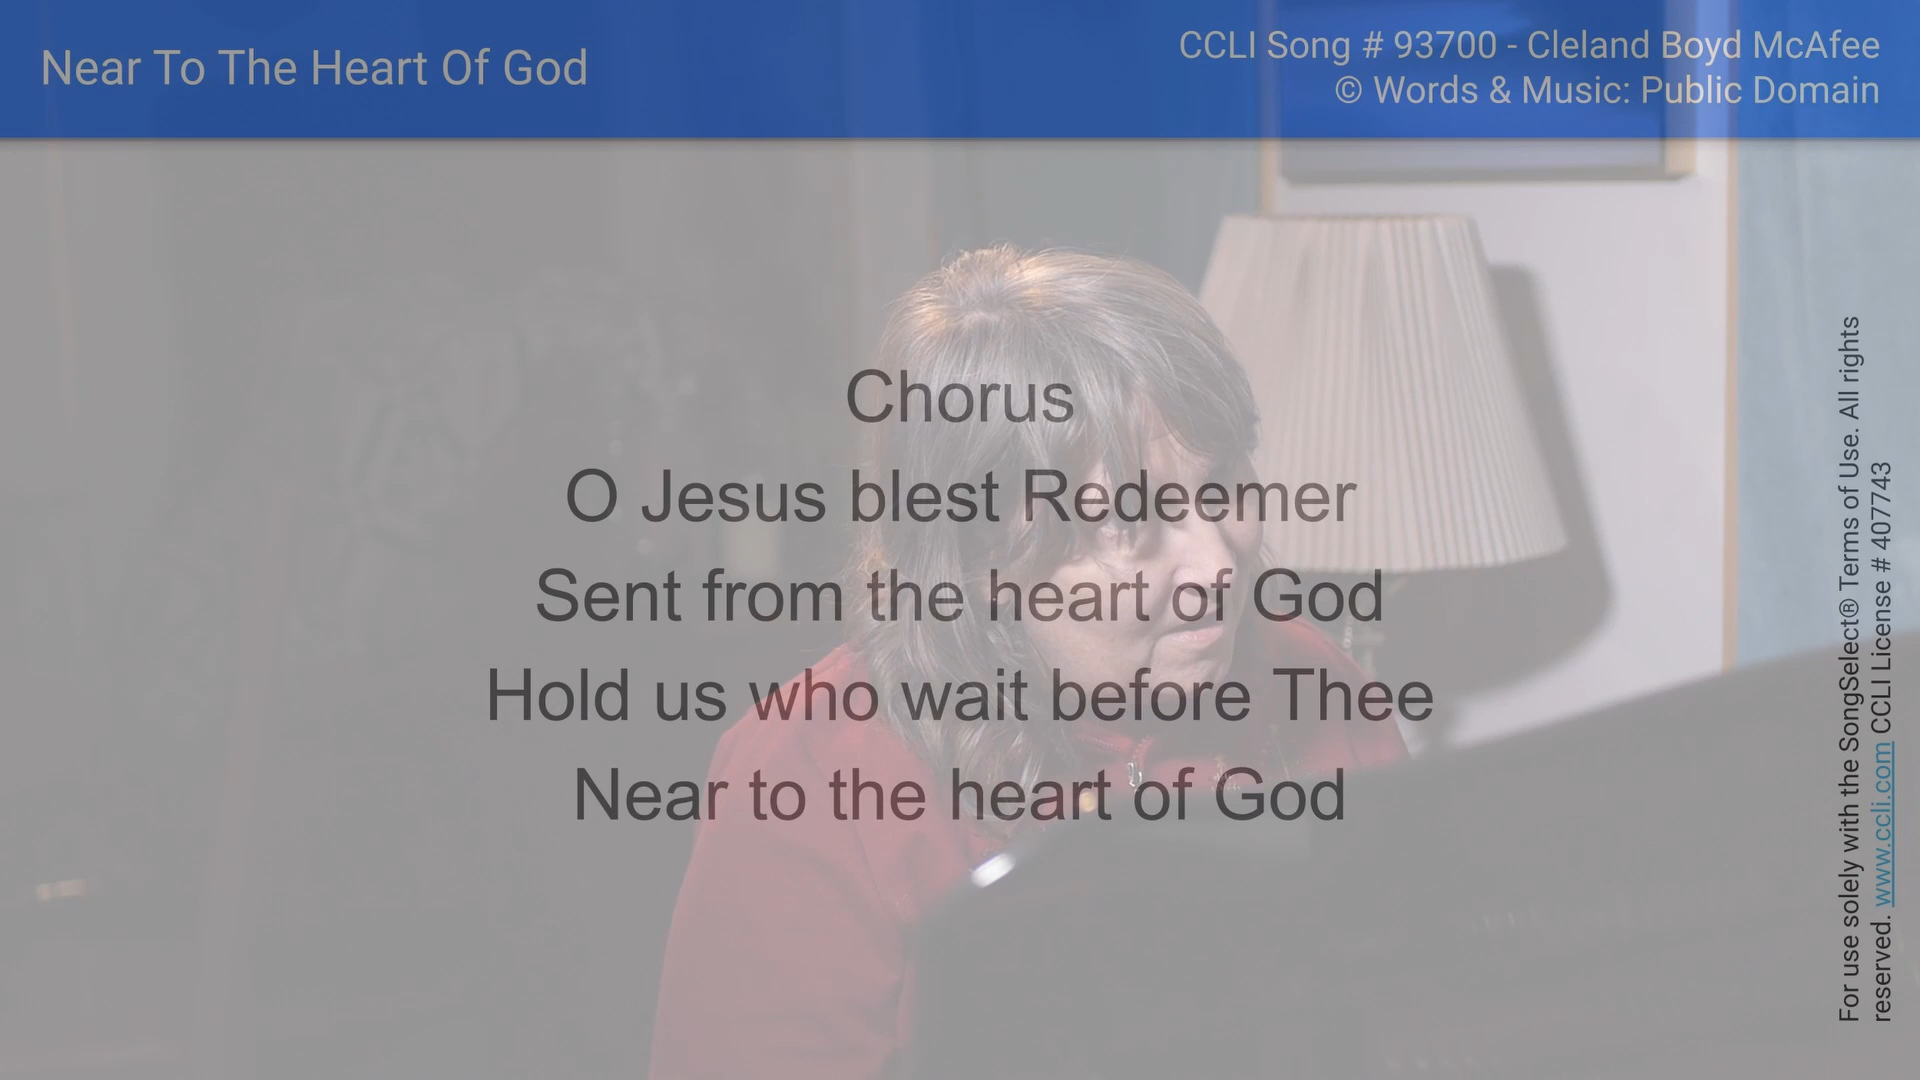 Near To The Heart Of God
CCLI Song # 93700 - Cleland Boyd McAfee
© Words & Music: Public Domain
Chorus
O Jesus blest Redeemer
Sent from the heart of God
Hold us who wait before Thee
Near to the heart of God
For use solely with the SongSelect® Terms of Use. All rights
reserved. www.ccli.com CCLI License # 407743